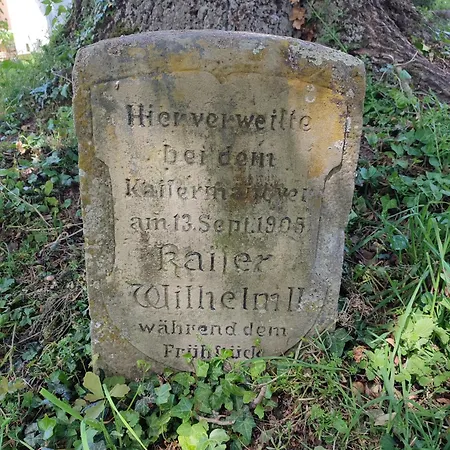 Hier verweilte
bei dem
Kaisermanöver
am 13. Sept. 1905
Kaiser
Wilhelm II.
während dem
Frühstück